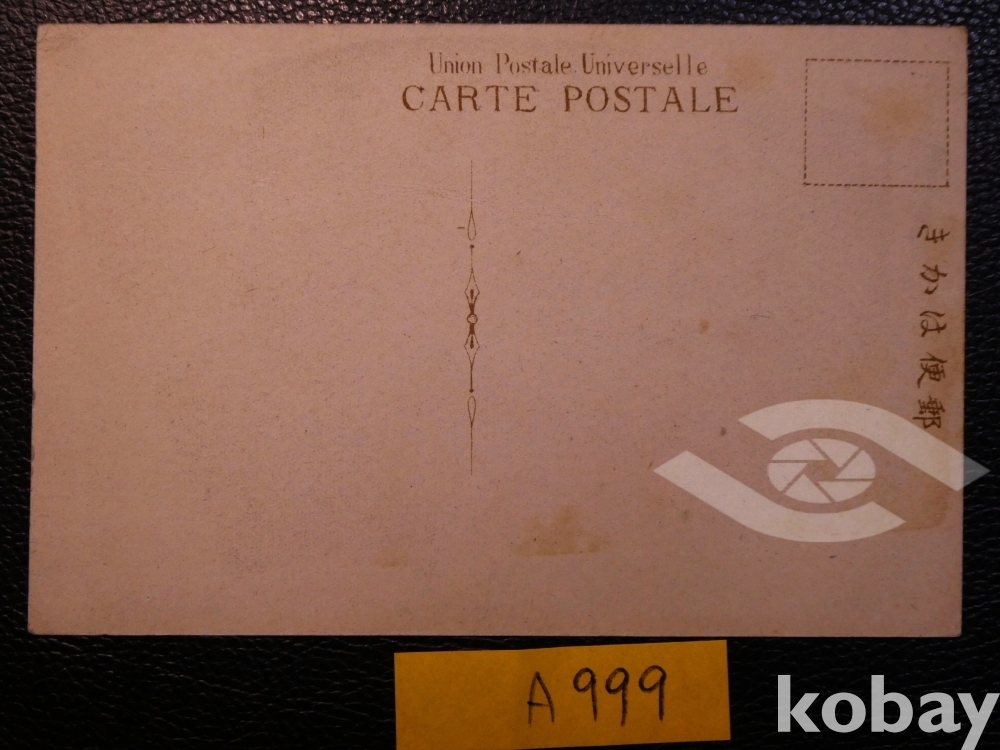 Union Postale Universelle
CARTE POSTALE
きかは便郵
A999
kobay